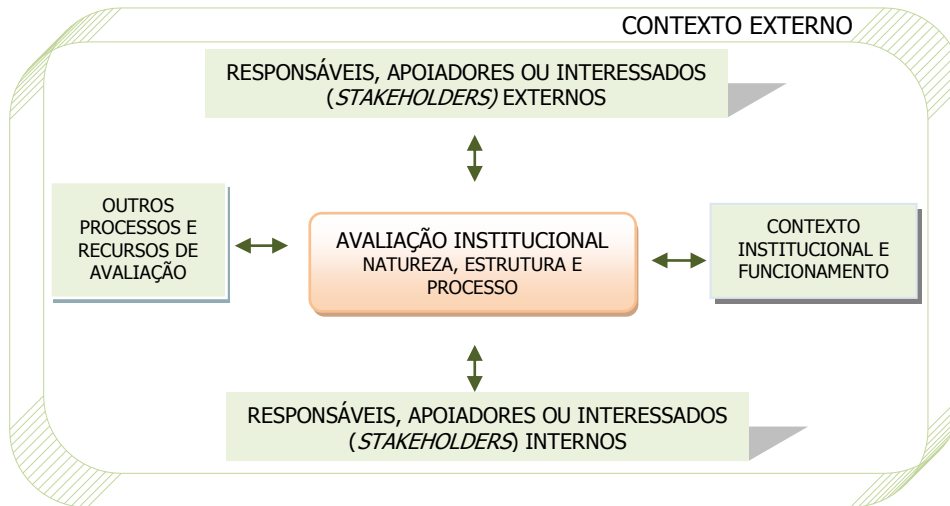 CONTEXTO EXTERNO
RESPONSÁVEIS, APOIADORES OU INTERESSADOS
(STAKEHOLDERS) EXTERNOS
OUTROS
PROCESSOS E
RECURSOS DE
AVALIAÇÃO
AVALIAÇÃO INSTITUCIONAL
NATUREZA, ESTRUTURA E
PROCESSO
CONTEXTO
INSTITUCIONAL E
FUNCIONAMENTO
RESPONSÁVEIS, APOIADORES OU INTERESSADOS
(STAKEHOLDERS) INTERNOS